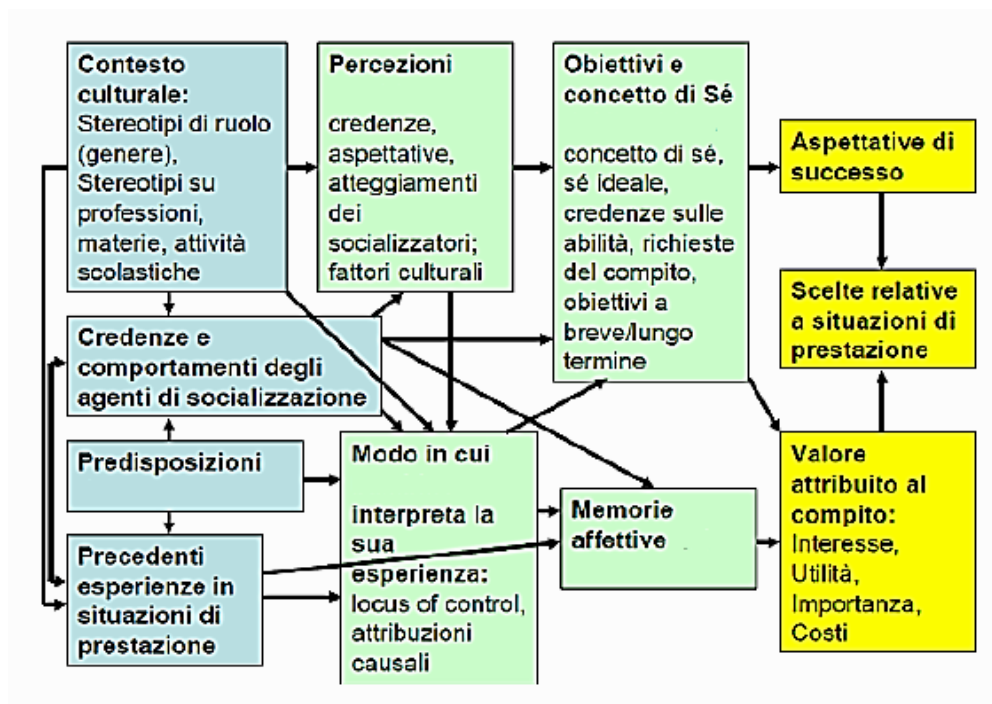 Contesto
culturale:
Stereotipi di ruolo
(genere),
Stereotipi su
professioni,
materie, attività
scolastiche
Credenze e
comportamenti degli
agenti di socializzazione
Predisposizioni
Precedenti
esperienze in
situazioni di
prestazione
Percezioni
credenze,
aspettative,
atteggiamenti
dei
socializzatori;
fattori culturali
Modo in cui
interpreta la
sua
esperienza:
locus of control,
attribuzioni
causali
Obiettivi e
concetto di Sé
concetto di sé,
sé ideale,
credenze sulle
abilità, richieste
del compito,
obiettivi a
breve/lungo
termine
Memorie
affettive
Aspettative di
successo
Scelte relative
a situazioni di
prestazione
Valore
attribuito al
compito:
Interesse,
Utilità,
Importanza,
Costi